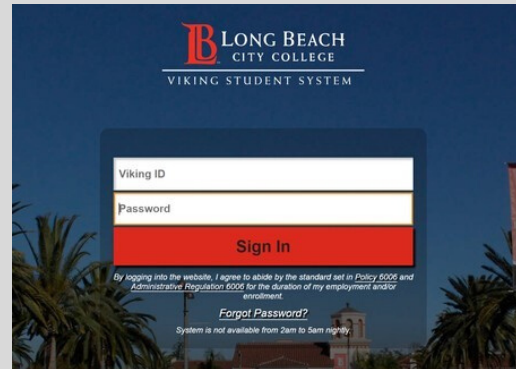 LONG BEACH
CITY COLLEGE
VIKING STUDENT SYSTEM
Viking ID
Password
Sign In
By logging into the website, I agree to abide by the standard set in Policy 6006 and
Administrative Regulation 6006 for the duration of my employment and/or
enrollment.
Forgot Password?
System is not available from 2am to 5am nightly.